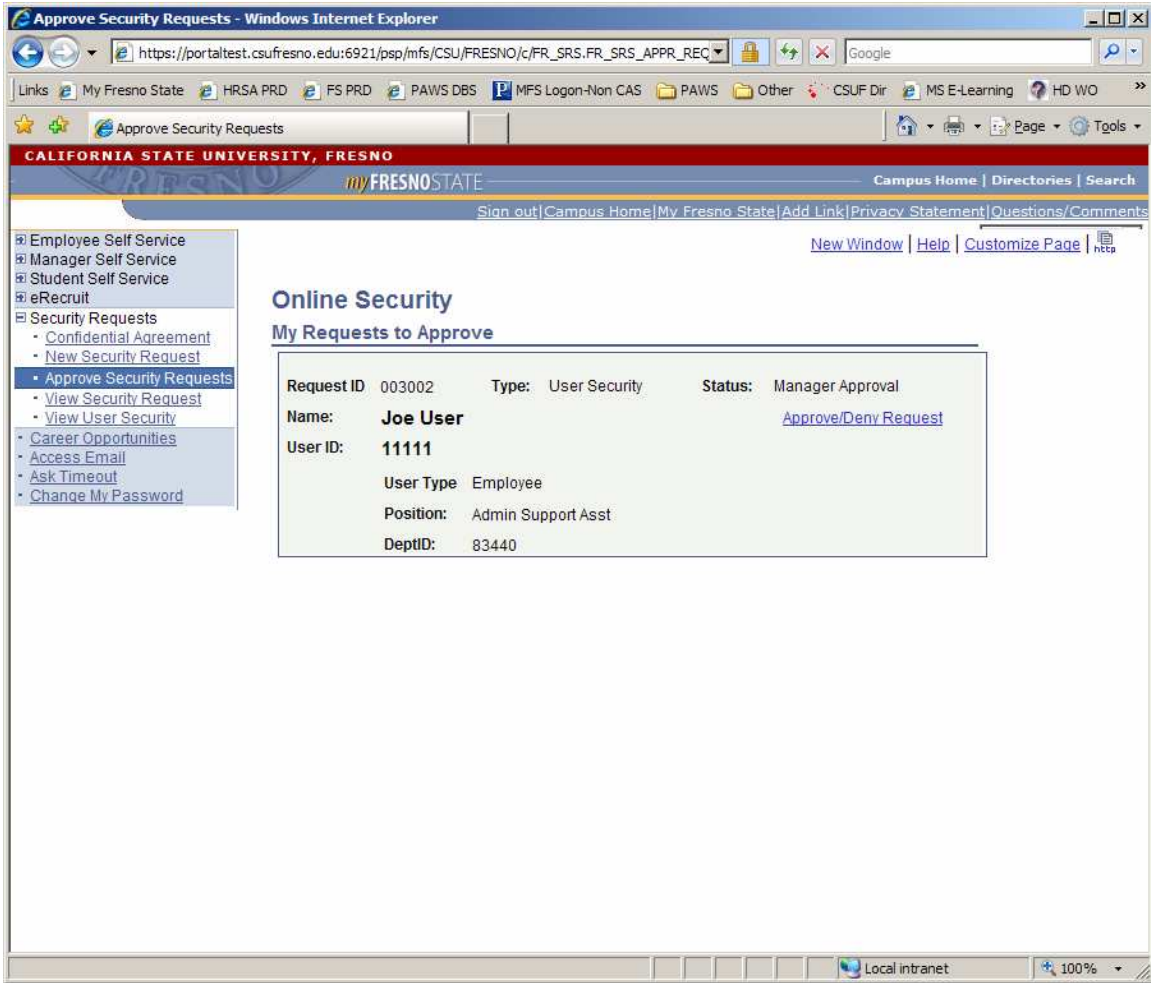 Approve Security Requests - Windows Internet Explorer
https://portaltest.csufresno.edu:6921/psp/mfs/CSU/FRESNO/c/FR_SRS.FR_SRS_APPR_REQ
Google
Links My Fresno State HRSA PRD FS PRD PAWS DBS MFS Logon-Non CAS PAWS Other CSUF Dir MS E-Learning HD WO »
Approve Security Requests Page Tools
CALIFORNIA STATE UNIVERSITY, FRESNO
FRESNO my FRESNOSTATE Campus Home | Directories | Search
Sign out|Campus Home|My Fresno State|Add Link|Privacy Statement|Questions/Comments
New Window | Help | Customize Page | http
Employee Self Service
Manager Self Service
Student Self Service
eRecruit
Security Requests
Confidential Agreement
New Security Request
Approve Security Requests
View Security Request
View User Security
Career Opportunities
Access Email
Ask Timeout
Change My Password
Online Security
My Requests to Approve
Request ID 003002 Type: User Security Status: Manager Approval
Name: Joe User Approve/Deny Request
User ID: 11111
User Type Employee
Position: Admin Support Asst
DeptID: 83440
Local intranet 100%